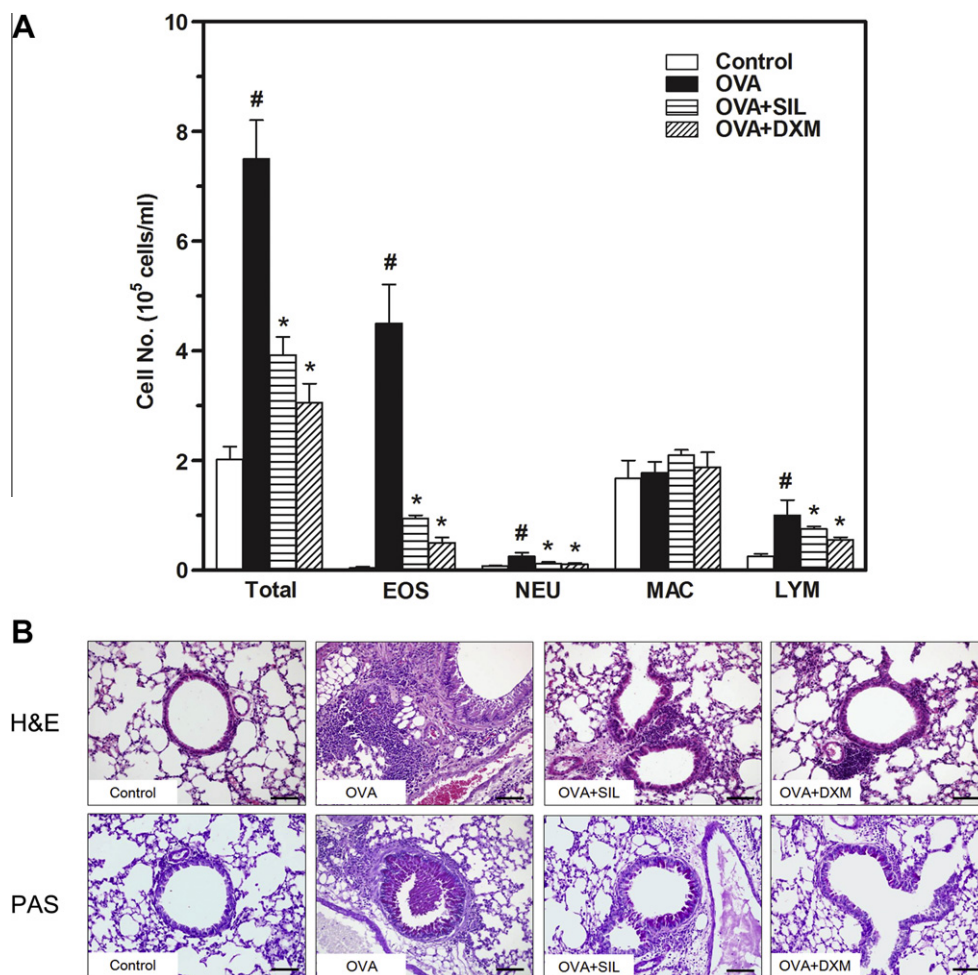 A
10
8
6
4
2
0
Cell No. (10⁵ cells/ml)
Control
OVA
OVA+SIL
OVA+DXM
#
* *
#
* *
#
* *
#
* *
Total EOS NEU MAC LYM
B
H&E
Control OVA OVA+SIL OVA+DXM
PAS
Control OVA OVA+SIL OVA+DXM